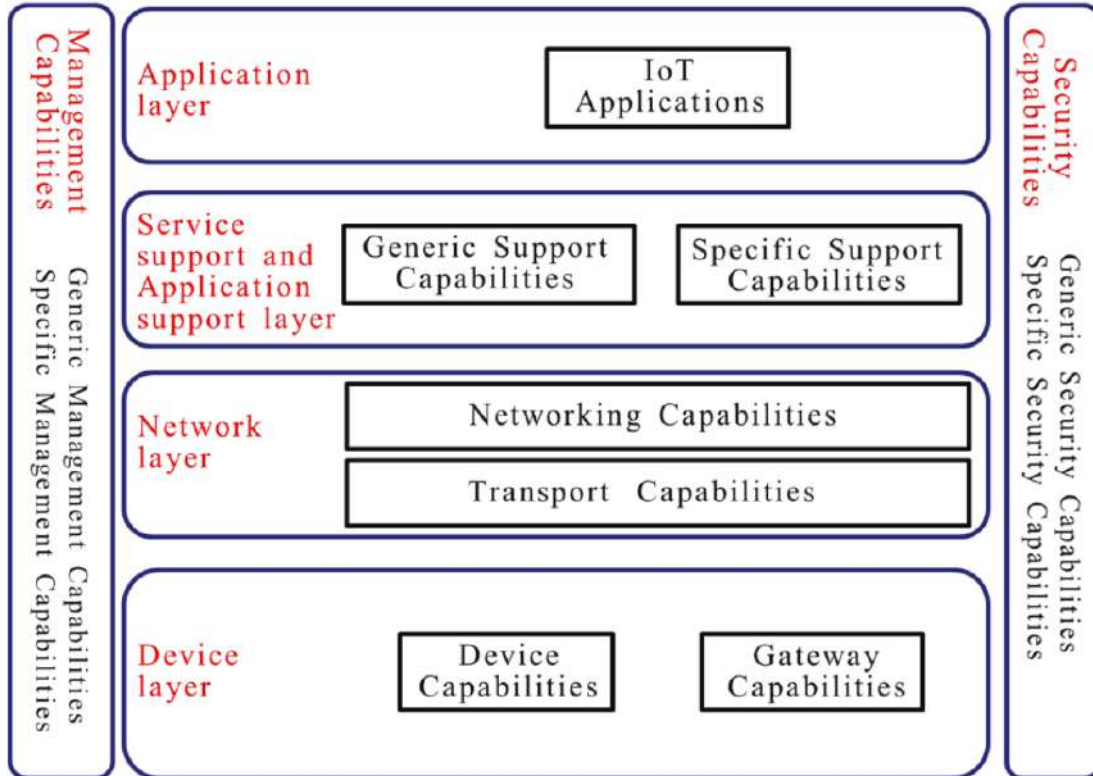 Management
Capabilities
Generic Management Capabilities
Specific Management Capabilities
Application
layer
IoT
Applications
Service
support and
Application
support layer
Generic Support
Capabilities
Specific Support
Capabilities
Network
layer
Networking Capabilities
Transport Capabilities
Device
layer
Device
Capabilities
Gateway
Capabilities
Security
Capabilities
Generic Security Capabilities
Specific Security Capabilities